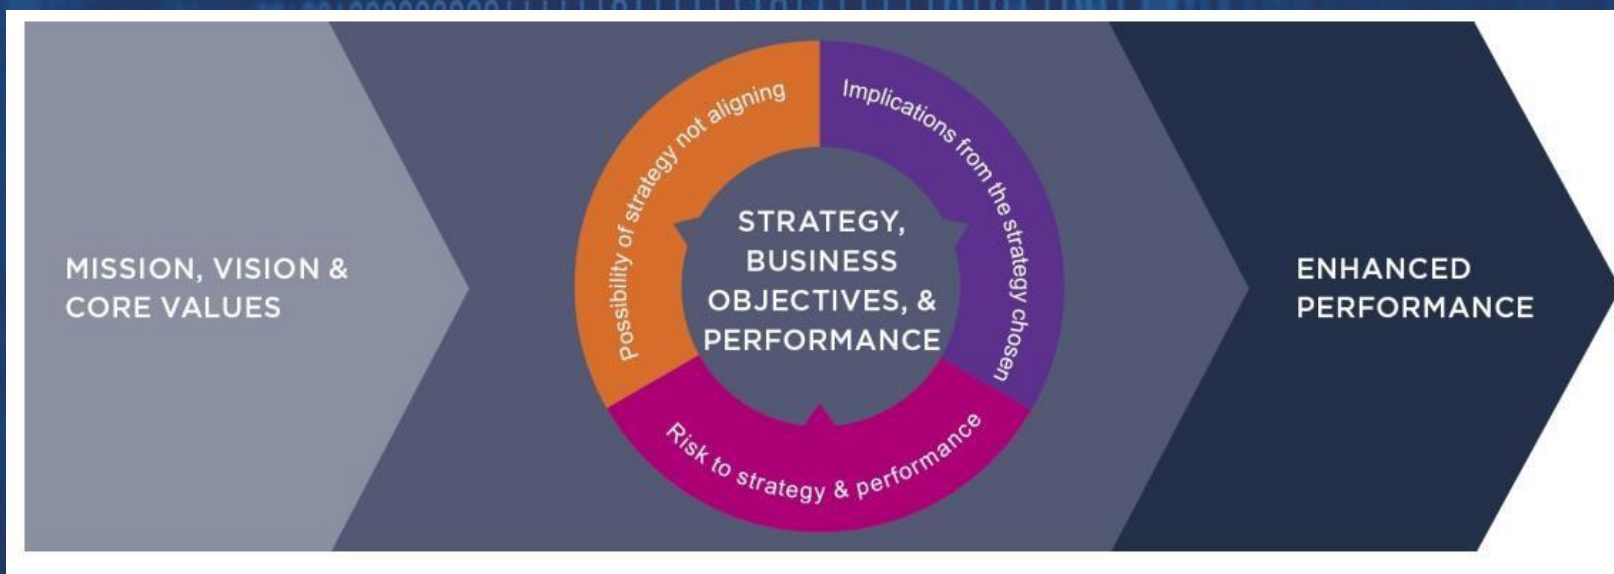 MISSION, VISION &
CORE VALUES
Possibility of strategy not aligning
Implications from the strategy chosen
STRATEGY,
BUSINESS
OBJECTIVES, &
PERFORMANCE
Risk to strategy & performance
ENHANCED
PERFORMANCE